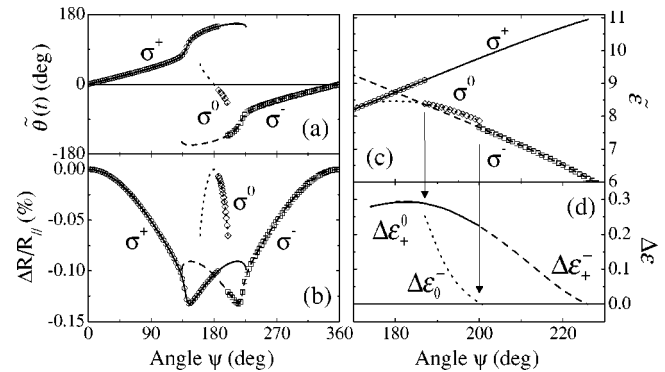 180
0
-180
θ̃(t) (deg)
σ⁺
σ⁰
σ⁻
(a)
0.00
-0.05
-0.10
-0.15
ΔR/R// (%)
σ⁺
σ⁰
σ⁻
(b)
0 90 180 270 360
Angle ψ (deg)
11
10
9
8
7
6
ε̃
σ⁺
σ⁰
σ⁻
(c)
(d)
0.3
0.2
0.1
0.0
Δε
Δε₊⁰
Δε₀⁻
Δε₊⁻
180 200 220
Angle ψ (deg)